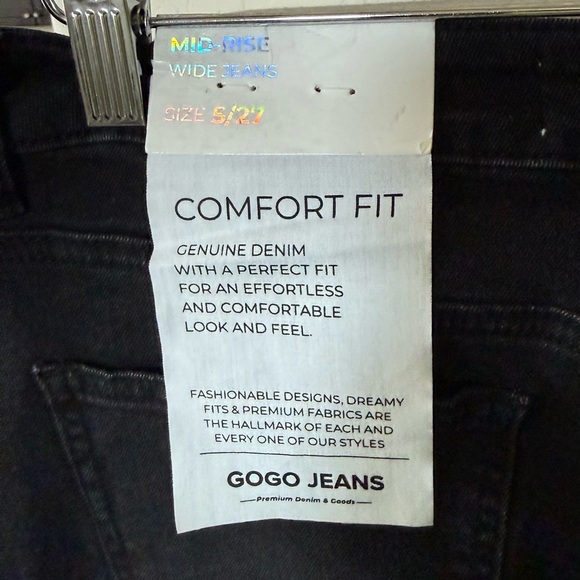 MID-RISE
WIDE JEANS
SIZE 5/27
COMFORT FIT
GENUINE DENIM
WITH A PERFECT FIT
FOR AN EFFORTLESS
AND COMFORTABLE
LOOK AND FEEL.
FASHIONABLE DESIGNS, DREAMY
FITS & PREMIUM FABRICS ARE
THE HALLMARK OF EACH AND
EVERY ONE OF OUR STYLES
GOGO JEANS
Premium Denim & Goods